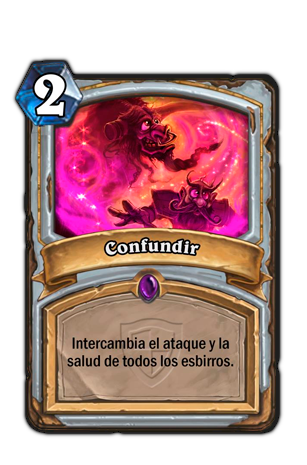 2
Confundir
Intercambia el ataque y la
salud de todos los esbirros.